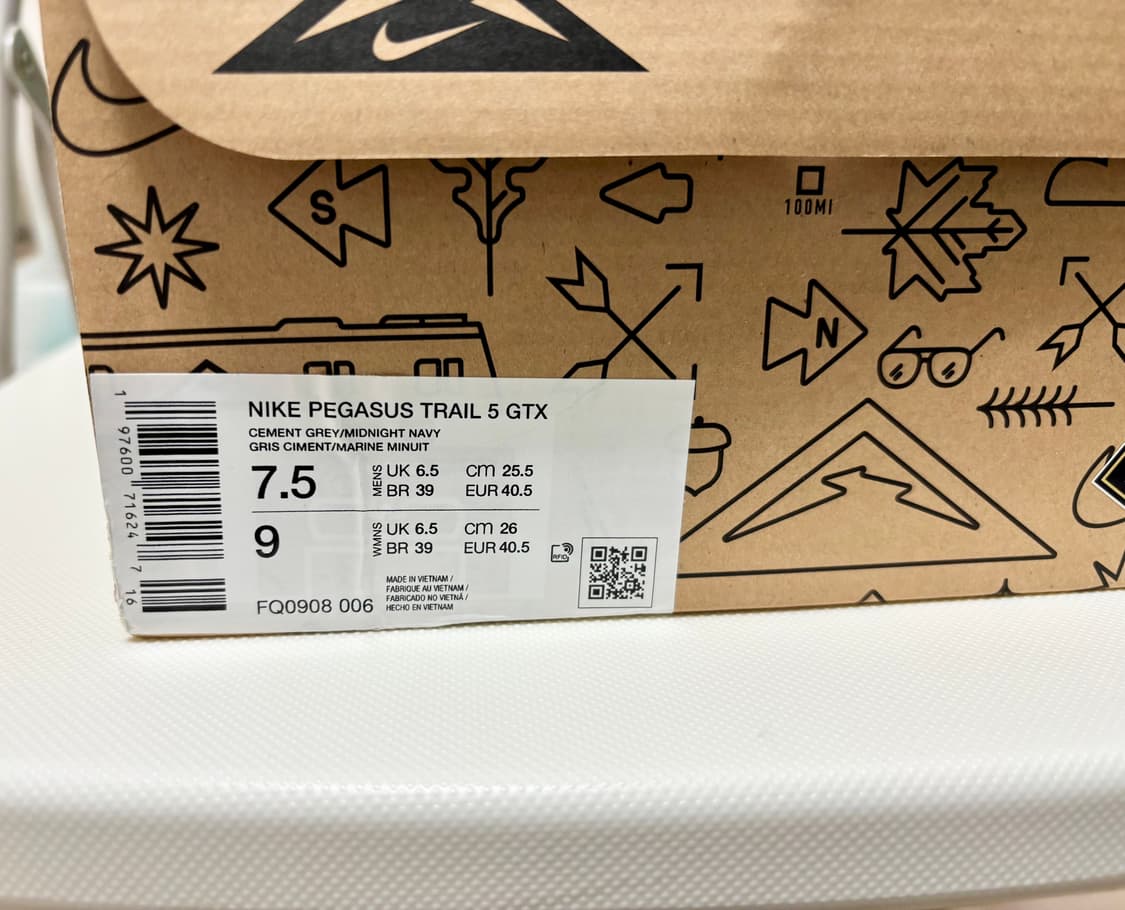 S
100MI
N
NIKE PEGASUS TRAIL 5 GTX
CEMENT GREY/MIDNIGHT NAVY
GRIS CIMENT/MARINE MINUIT
7.5 MENS UK 6.5 cm 25.5
BR 39 EUR 40.5
9 WMNS UK 6.5 cm 26
BR 39 EUR 40.5
RFID
MADE IN VIETNAM /
FABRIQUE AU VIETNAM /
FABRICADO NO VIETNÃ /
HECHO EN VIETNAM
FQ0908 006
1 97600 71624 7 16